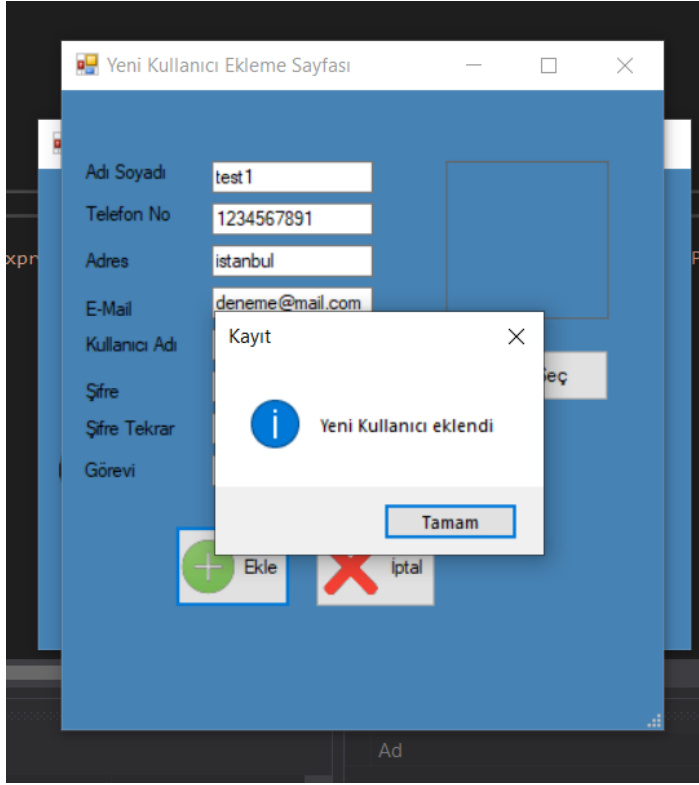 Yeni Kullanıcı Ekleme Sayfası
Adı Soyadı test1
Telefon No 1234567891
Adres istanbul
E-Mail deneme@mail.com
Kullanıcı Adı
Şifre
Şifre Tekrar
Görevi
Kayıt
Yeni Kullanıcı eklendi
Tamam
Ekle
İptal
Ad